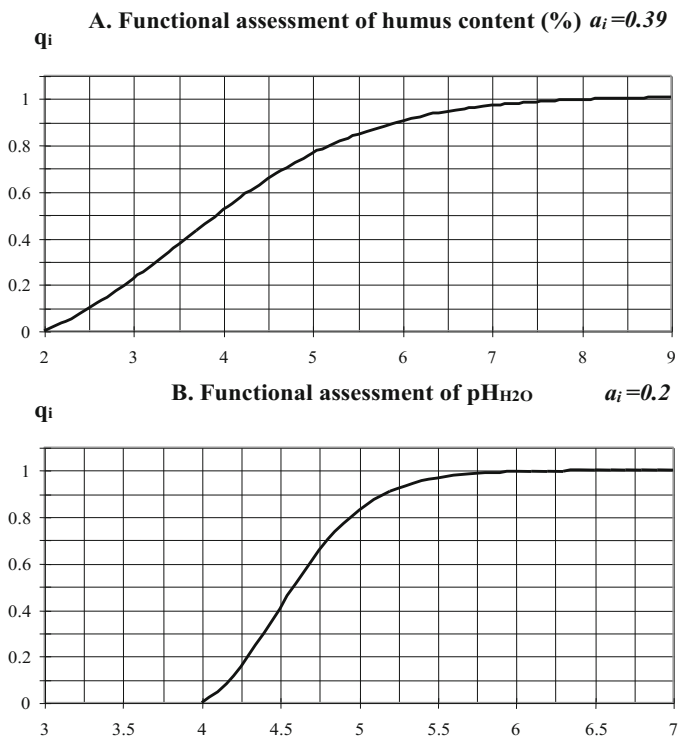 A. Functional assessment of humus content (%) ai=0.39
qi
1
0.8
0.6
0.4
0.2
0
2 3 4 5 6 7 8 9
B. Functional assessment of pHH2O ai=0.2
qi
1
0.8
0.6
0.4
0.2
0
3 3.5 4 4.5 5 5.5 6 6.5 7